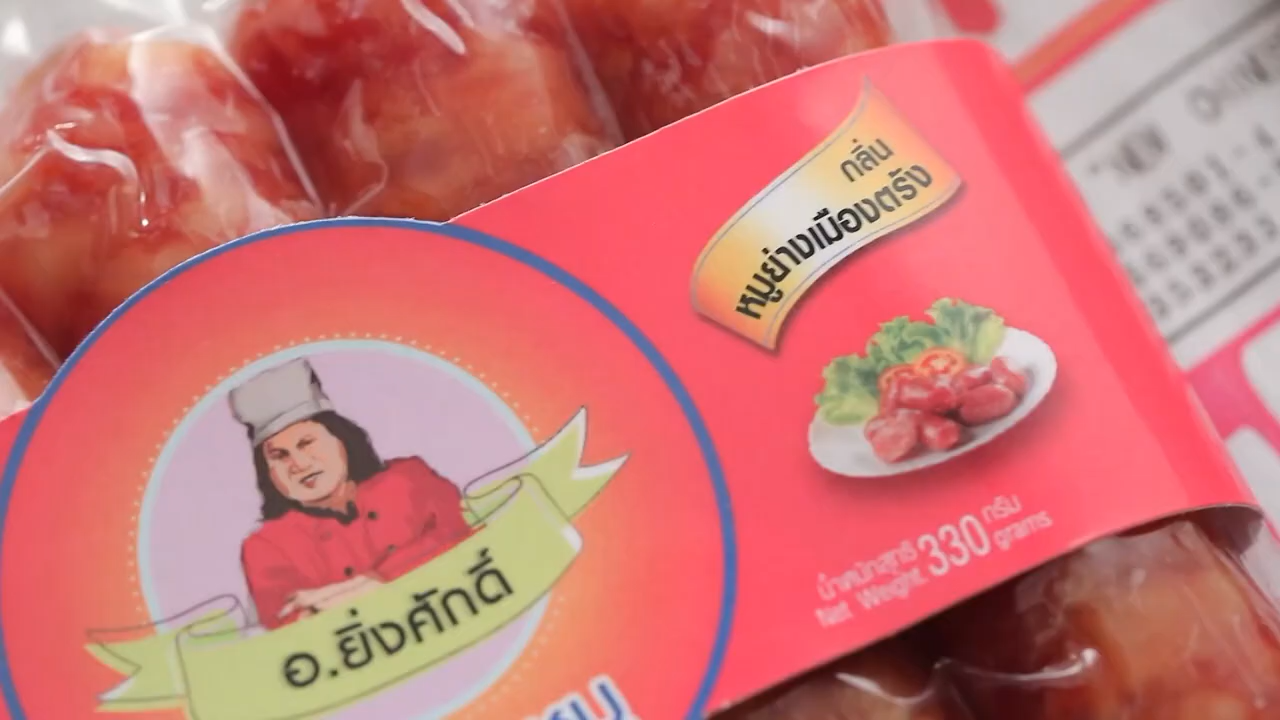 กลิ่น
หมูย่างเมืองตรัง
อ.ยิ่งศักดิ์
น้ำหนักสุทธิ 330 กรัม
Net Weight grams